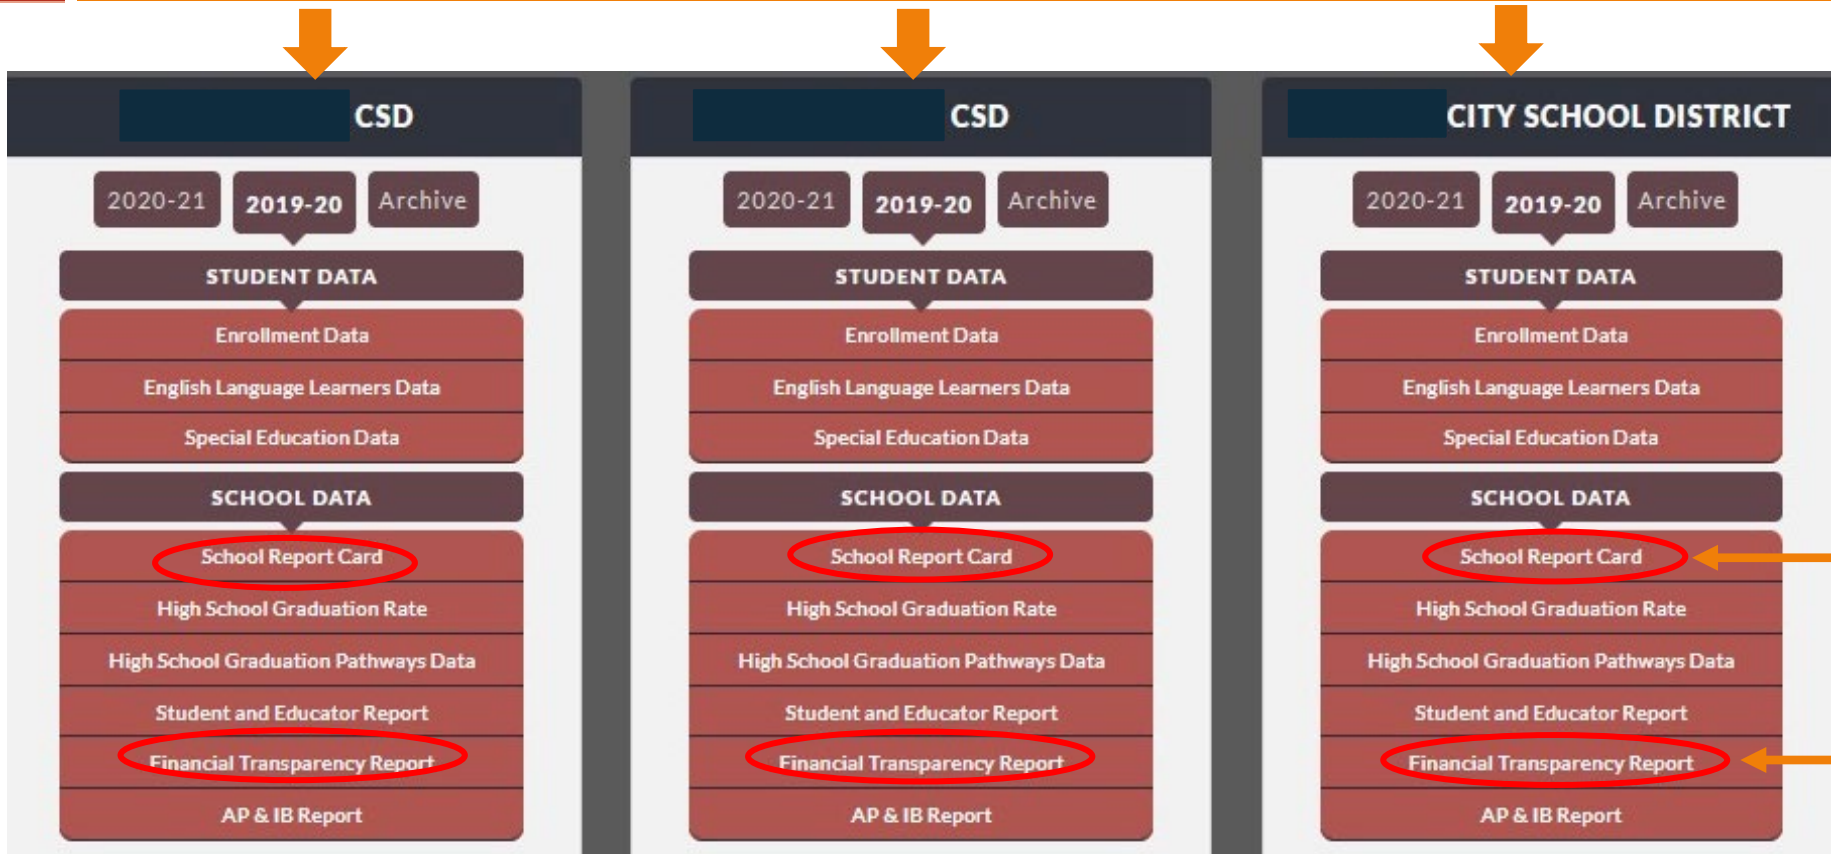 CSD
2020-21 2019-20 Archive
STUDENT DATA
Enrollment Data
English Language Learners Data
Special Education Data
SCHOOL DATA
School Report Card
High School Graduation Rate
High School Graduation Pathways Data
Student and Educator Report
Financial Transparency Report
AP & IB Report
CSD
2020-21 2019-20 Archive
STUDENT DATA
Enrollment Data
English Language Learners Data
Special Education Data
SCHOOL DATA
School Report Card
High School Graduation Rate
High School Graduation Pathways Data
Student and Educator Report
Financial Transparency Report
AP & IB Report
CITY SCHOOL DISTRICT
2020-21 2019-20 Archive
STUDENT DATA
Enrollment Data
English Language Learners Data
Special Education Data
SCHOOL DATA
School Report Card
High School Graduation Rate
High School Graduation Pathways Data
Student and Educator Report
Financial Transparency Report
AP & IB Report